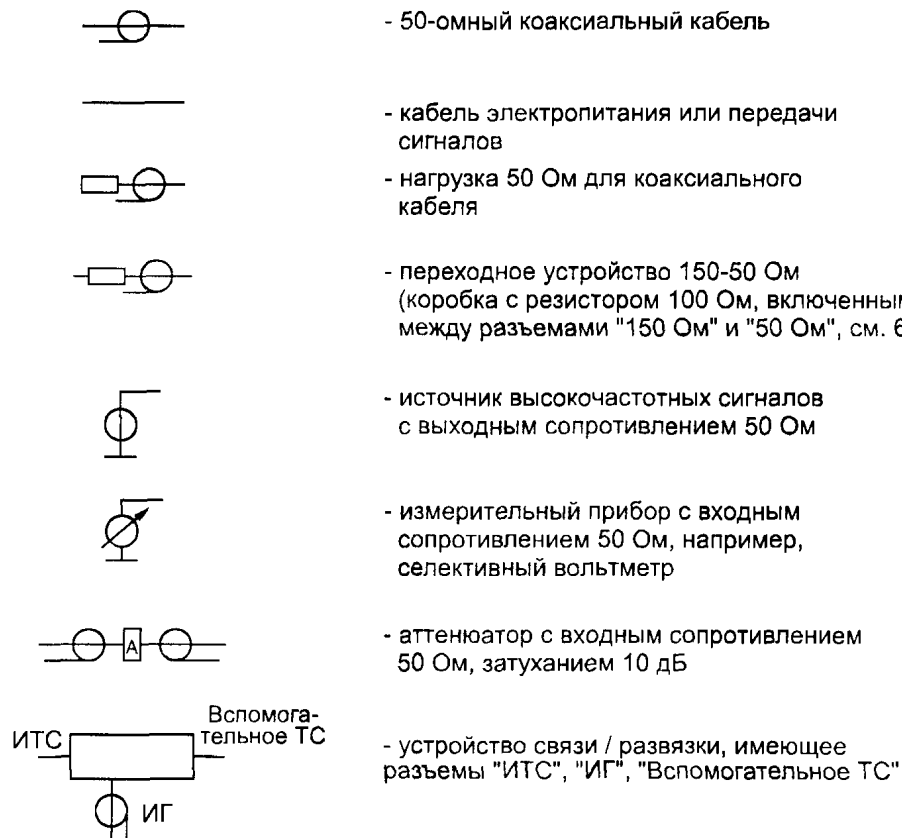 - 50-омный коаксиальный кабель
- кабель электропитания или передачи
сигналов
- нагрузка 50 Ом для коаксиального
кабеля
- переходное устройство 150-50 Ом
(коробка с резистором 100 Ом, включенным
между разъемами "150 Ом" и "50 Ом", см. 6
- источник высокочастотных сигналов
с выходным сопротивлением 50 Ом
- измерительный прибор с входным
сопротивлением 50 Ом, например,
селективный вольтметр
А
- аттенюатор с входным сопротивлением
50 Ом, затуханием 10 дБ
ИТС
Вспомога-
тельное ТС
- устройство связи / развязки, имеющее
разъемы "ИТС", "ИГ", "Вспомогательное ТС"
ИГ